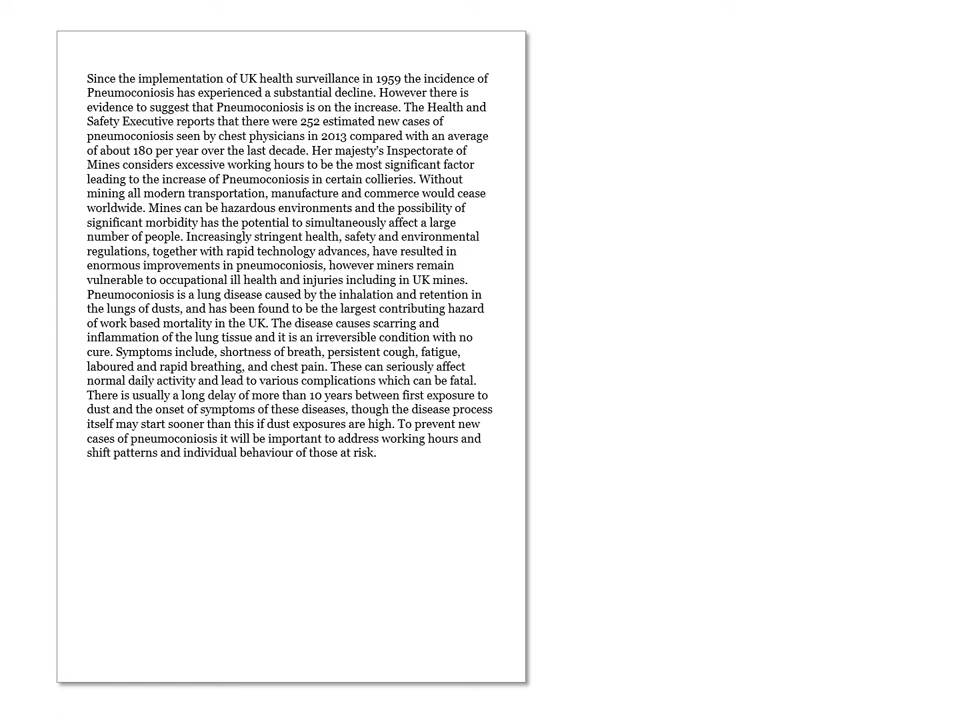 Since the implementation of UK health surveillance in 1959 the incidence of
Pneumoconiosis has experienced a substantial decline. However there is
evidence to suggest that Pneumoconiosis is on the increase. The Health and
Safety Executive reports that there were 252 estimated new cases of
pneumoconiosis seen by chest physicians in 2013 compared with an average
of about 180 per year over the last decade. Her majesty's Inspectorate of
Mines considers excessive working hours to be the most significant factor
leading to the increase of Pneumoconiosis in certain collieries. Without
mining all modern transportation, manufacture and commerce would cease
worldwide. Mines can be hazardous environments and the possibility of
significant morbidity has the potential to simultaneously affect a large
number of people. Increasingly stringent health, safety and environmental
regulations, together with rapid technology advances, have resulted in
enormous improvements in pneumoconiosis, however miners remain
vulnerable to occupational ill health and injuries including in UK mines.
Pneumoconiosis is a lung disease caused by the inhalation and retention in
the lungs of dusts, and has been found to be the largest contributing hazard
of work based mortality in the UK. The disease causes scarring and
inflammation of the lung tissue and it is an irreversible condition with no
cure. Symptoms include, shortness of breath, persistent cough, fatigue,
laboured and rapid breathing, and chest pain. These can seriously affect
normal daily activity and lead to various complications which can be fatal.
There is usually a long delay of more than 10 years between first exposure to
dust and the onset of symptoms of these diseases, though the disease process
itself may start sooner than this if dust exposures are high. To prevent new
cases of pneumoconiosis it will be important to address working hours and
shift patterns and individual behaviour of those at risk.